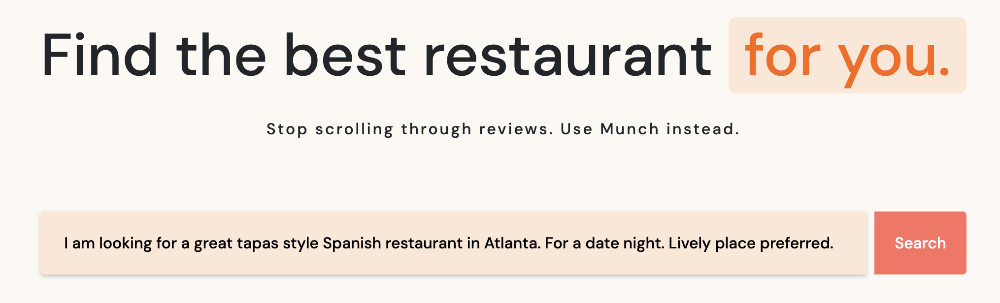 Find the best restaurant for you.
Stop scrolling through reviews. Use Munch instead.
I am looking for a great tapas style Spanish restaurant in Atlanta. For a date night. Lively place preferred.
Search